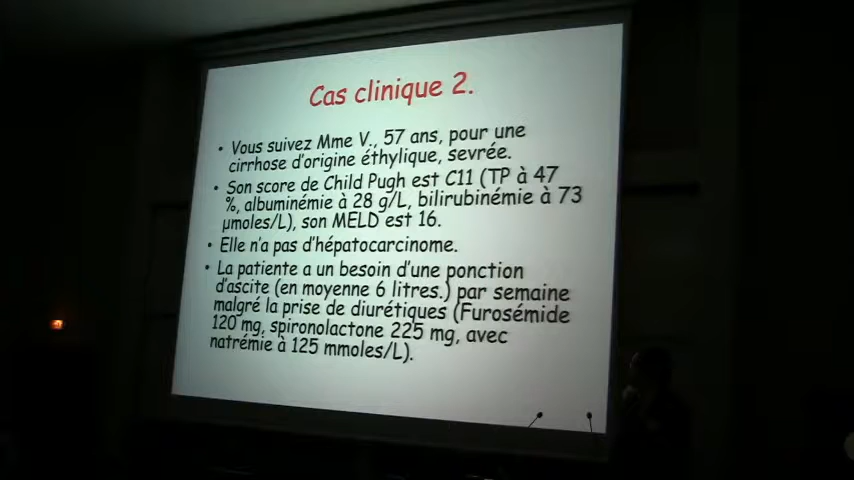 Cas clinique 2.
• Vous suivez Mme V., 57 ans, pour une
cirrhose d'origine éthylique, sevrée.
• Son score de Child Pugh est C11 (TP à 47
%, albuminémie à 28 g/L, bilirubinémie à 73
µmoles/L), son MELD est 16.
• Elle n'a pas d'hépatocarcinome.
• La patiente a un besoin d'une ponction
d'ascite (en moyenne 6 litres.) par semaine
malgré la prise de diurétiques (Furosémide
120 mg, spironolactone 225 mg, avec
natrémie à 125 mmoles/L).